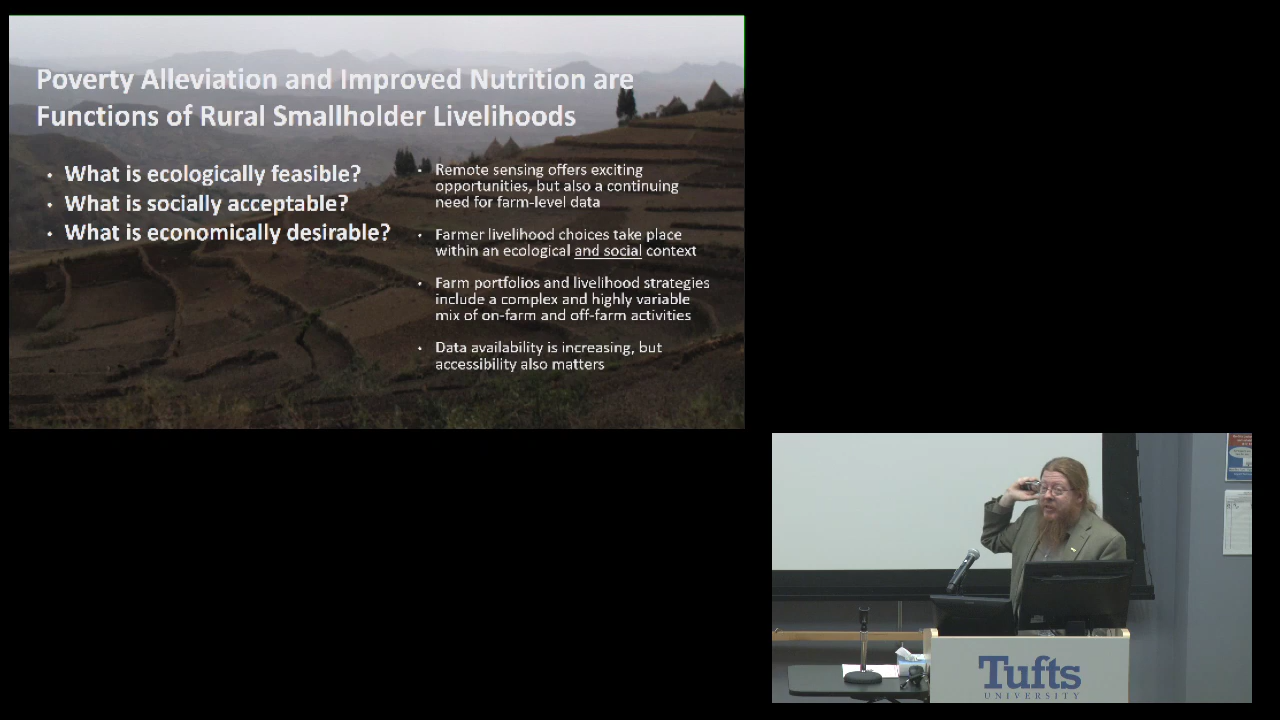 Poverty Alleviation and Improved Nutrition are
Functions of Rural Smallholder Livelihoods
• What is ecologically feasible?
• What is socially acceptable?
• What is economically desirable?
• Remote sensing offers exciting
opportunities, but also a continuing
need for farm-level data
• Farmer livelihood choices take place
within an ecological and social context
• Farm portfolios and livelihood strategies
include a complex and highly variable
mix of on-farm and off-farm activities
• Data availability is increasing, but
accessibility also matters
Tufts
UNIVERSITY